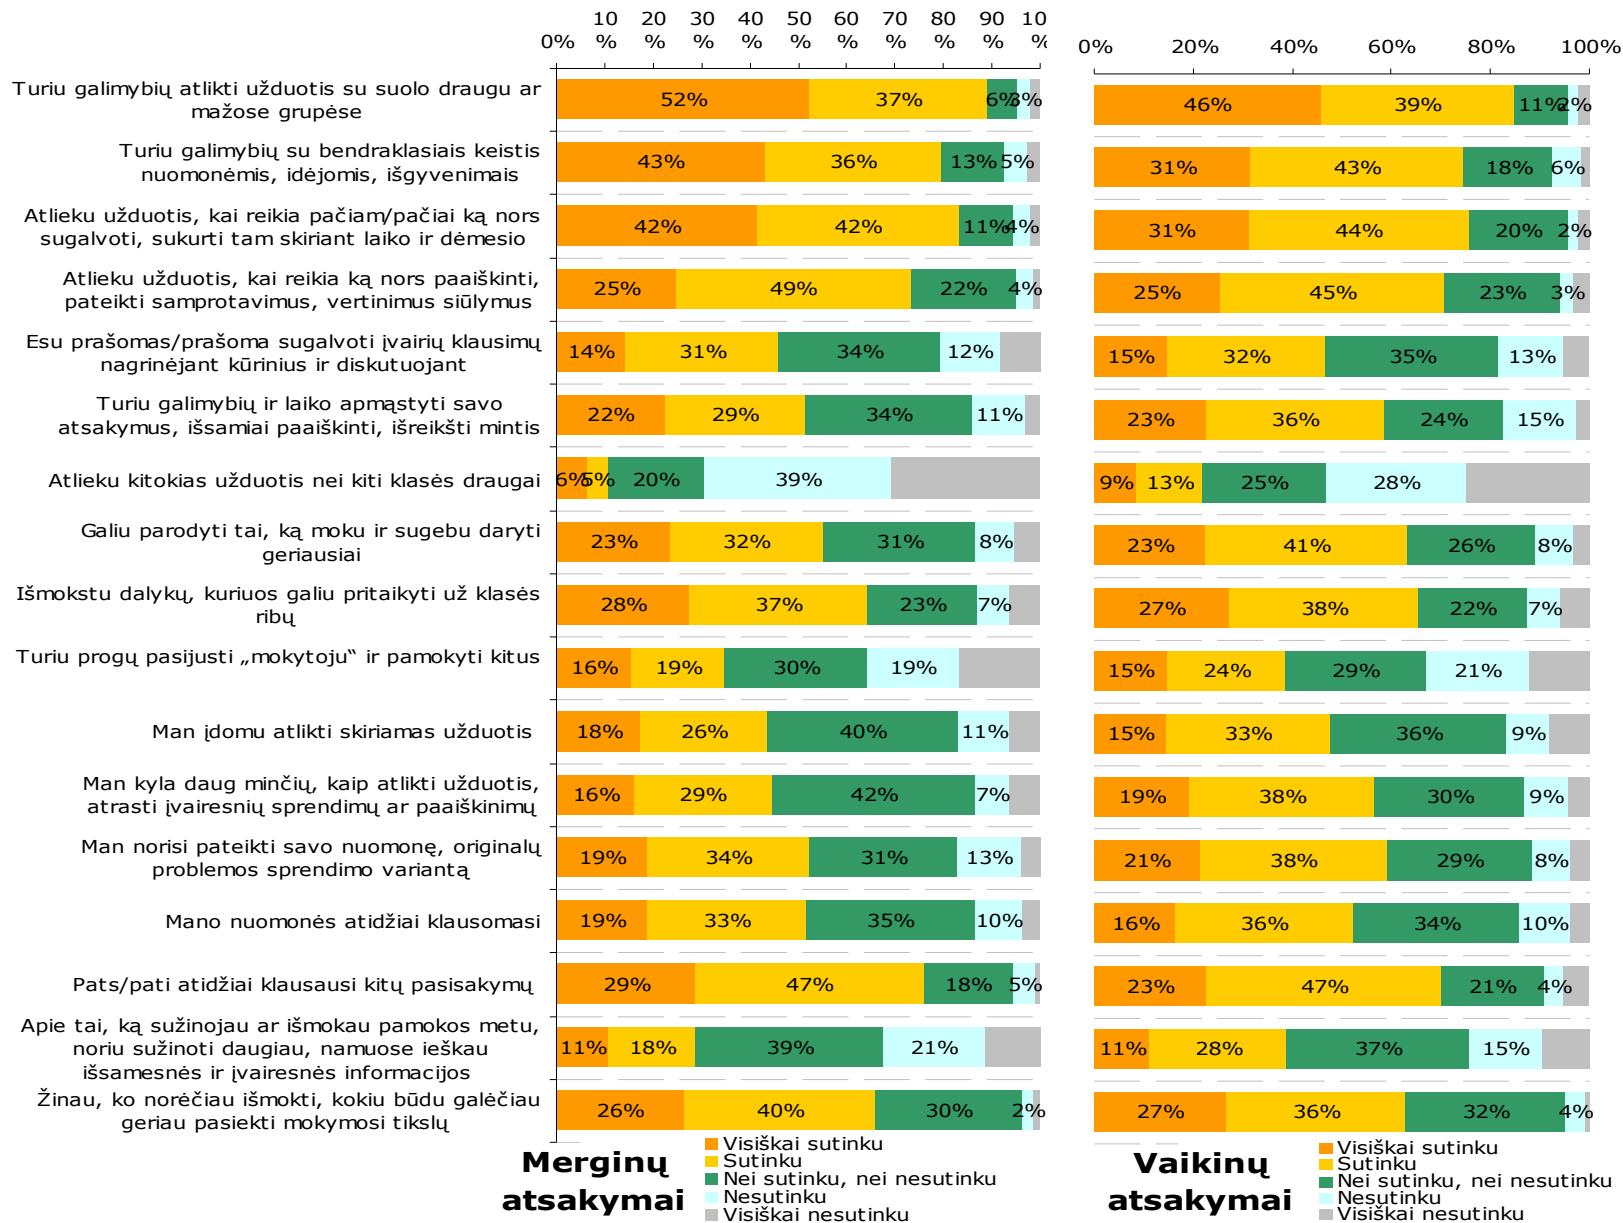 10 20 30 40 50 60 70 80 90 10
0% % % % % % % % % % %
0% 20% 40% 60% 80% 100%
Turiu galimybių atlikti užduotis su suolo draugu ar
mažose grupėse
52% 37% 6% 3%
46% 39% 11% 2%
Turiu galimybių su bendraklasiais keistis
nuomonėmis, idėjomis, išgyvenimais
43% 36% 13% 5%
31% 43% 18% 6%
Atlieku užduotis, kai reikia pačiam/pačiai ką nors
sugalvoti, sukurti tam skiriant laiko ir dėmesio
42% 42% 11% 4%
31% 44% 20% 2%
Atlieku užduotis, kai reikia ką nors paaiškinti,
pateikti samprotavimus, vertinimus siūlymus
25% 49% 22% 4%
25% 45% 23% 3%
Esu prašomas/prašoma sugalvoti įvairių klausimų
nagrinėjant kūrinius ir diskutuojant
14% 31% 34% 12%
15% 32% 35% 13%
Turiu galimybių ir laiko apmąstyti savo
atsakymus, išsamiai paaiškinti, išreikšti mintis
22% 29% 34% 11%
23% 36% 24% 15%
Atlieku kitokias užduotis nei kiti klasės draugai
6% 5% 20% 39%
9% 13% 25% 28%
Galiu parodyti tai, ką moku ir sugebu daryti
geriausiai
23% 32% 31% 8%
23% 41% 26% 8%
Išmokstu dalykų, kuriuos galiu pritaikyti už klasės
ribų
28% 37% 23% 7%
27% 38% 22% 7%
Turiu progų pasijusti „mokytoju“ ir pamokyti kitus
16% 19% 30% 19%
15% 24% 29% 21%
Man įdomu atlikti skiriamas užduotis
18% 26% 40% 11%
15% 33% 36% 9%
Man kyla daug minčių, kaip atlikti užduotis,
atrasti įvairesnių sprendimų ar paaiškinimų
16% 29% 42% 7%
19% 38% 30% 9%
Man norisi pateikti savo nuomonę, originalų
problemos sprendimo variantą
19% 34% 31% 13%
21% 38% 29% 8%
Mano nuomonės atidžiai klausomasi
19% 33% 35% 10%
16% 36% 34% 10%
Pats/pati atidžiai klausausi kitų pasisakymų
29% 47% 18% 5%
23% 47% 21% 4%
Apie tai, ką sužinojau ar išmokau pamokos metu,
noriu sužinoti daugiau, namuose ieškau
išsamesnės ir įvairesnės informacijos
11% 18% 39% 21%
11% 28% 37% 15%
Žinau, ko norėčiau išmokti, kokiu būdu galėčiau
geriau pasiekti mokymosi tikslų
26% 40% 30% 2%
27% 36% 32% 4%
Merginų
atsakymai
Visiškai sutinku
Sutinku
Nei sutinku, nei nesutinku
Nesutinku
Visiškai nesutinku
Vaikinų
atsakymai
Visiškai sutinku
Sutinku
Nei sutinku, nei nesutinku
Nesutinku
Visiškai nesutinku